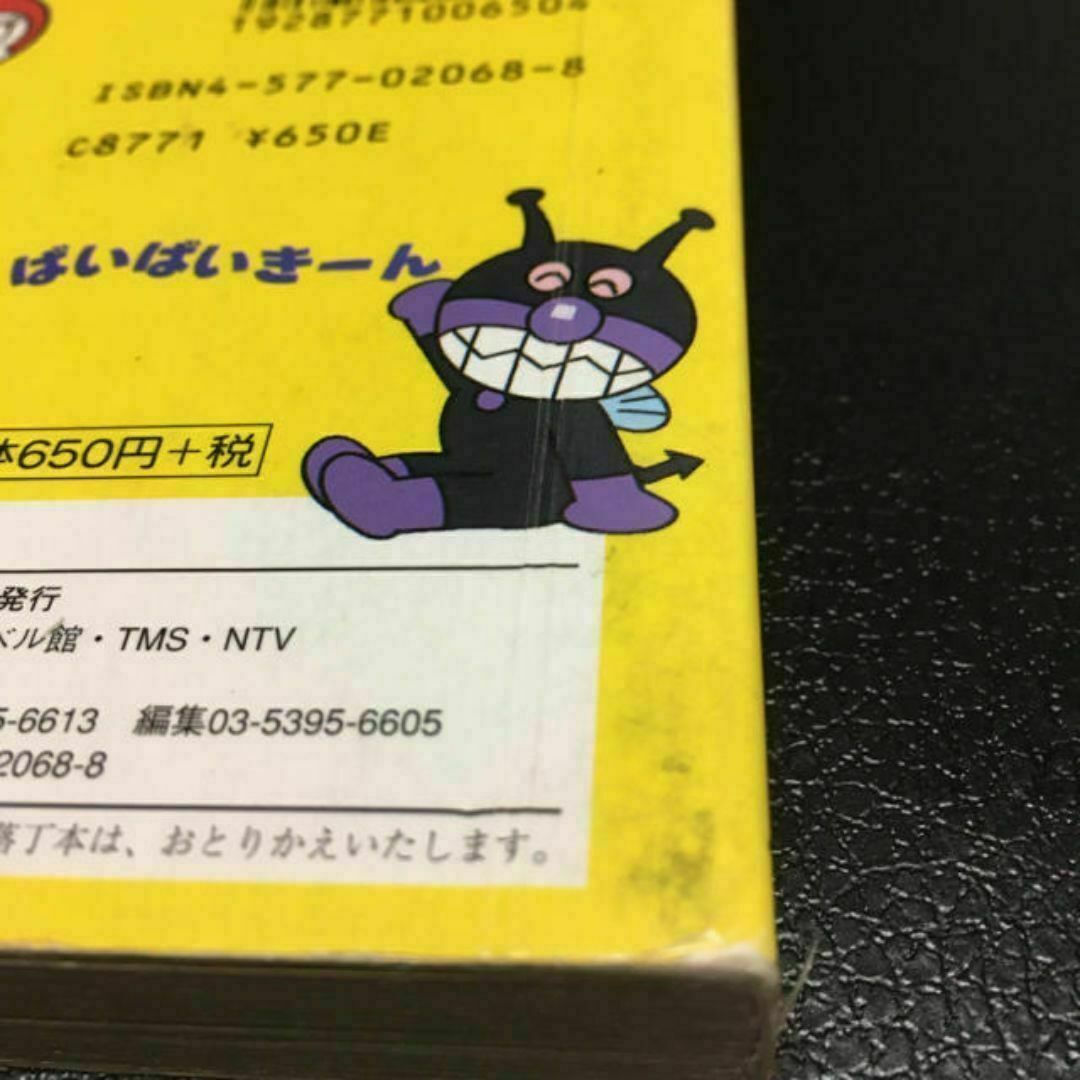 1928771006504
ISBN4-577-02068-8
C8771 ¥650E
ばいばいきーん
本650円+税
発行
ベル館・TMS・NTV
5-6613 編集03-5395-6605
2068-8
落丁本は、おとりかえいたします。